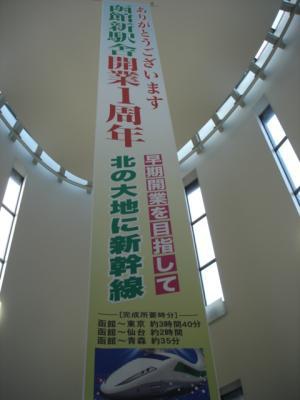 ありがとうございます
函館新駅舎開業1周年
早期開業を目指して
北の大地に新幹線
[完成所要時分]
函館～東京 約3時間40分
函館～仙台 約2時間
函館～青森 約35分